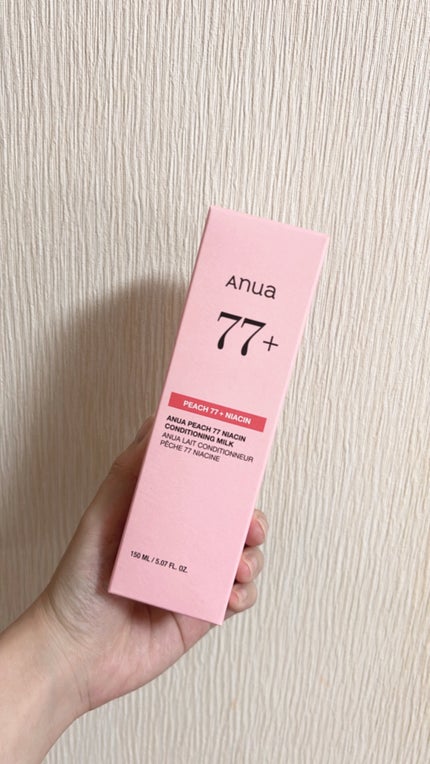 Anua
77+
PEACH 77+ NIACIN
ANUA PEACH 77 NIACIN
CONDITIONING MILK
ANUA LAIT CONDITIONNEUR
PÊCHE 77 NIACINE
150 ML / 5.07 FL. OZ.